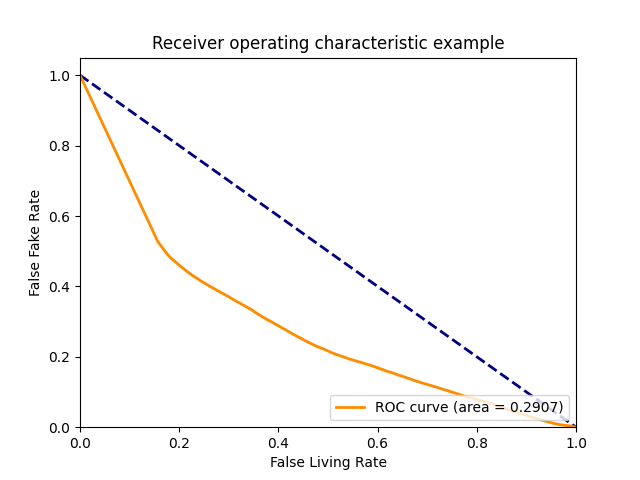 Receiver operating characteristic example
False Fake Rate
1.0
0.8
0.6
0.4
0.2
0.0
ROC curve (area = 0.2907)
0.0 0.2 0.4 0.6 0.8 1.0
False Living Rate